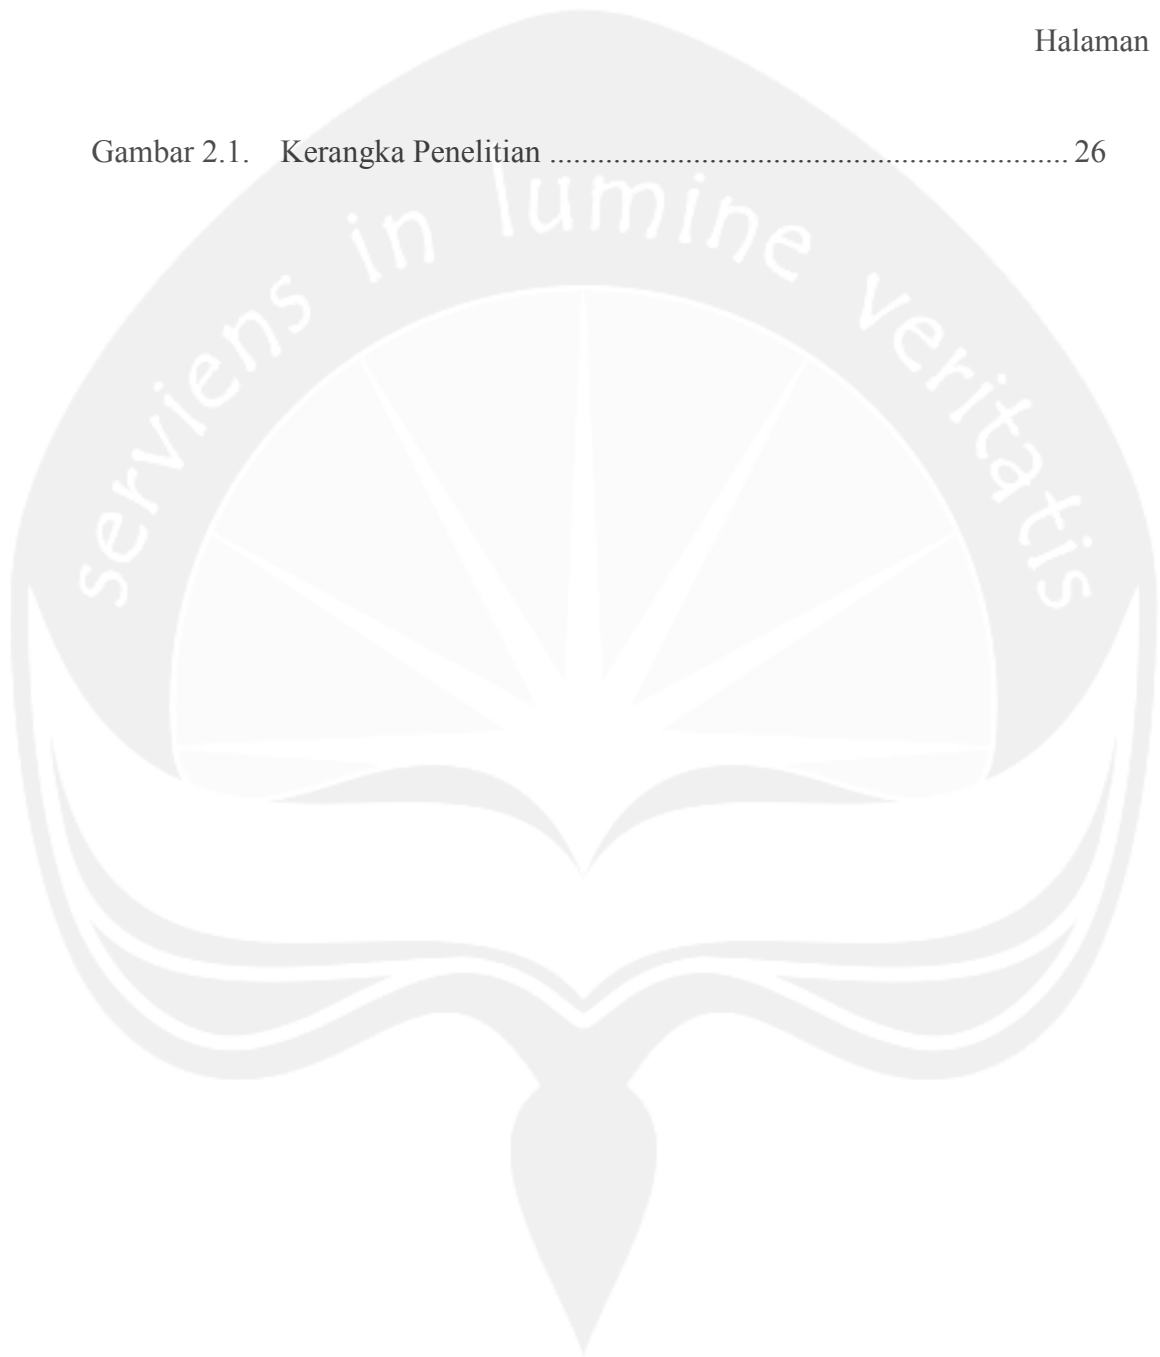 Halaman
Gambar 2.1. Kerangka Penelitian ................................................................. 26
serviens in lumine veritatis